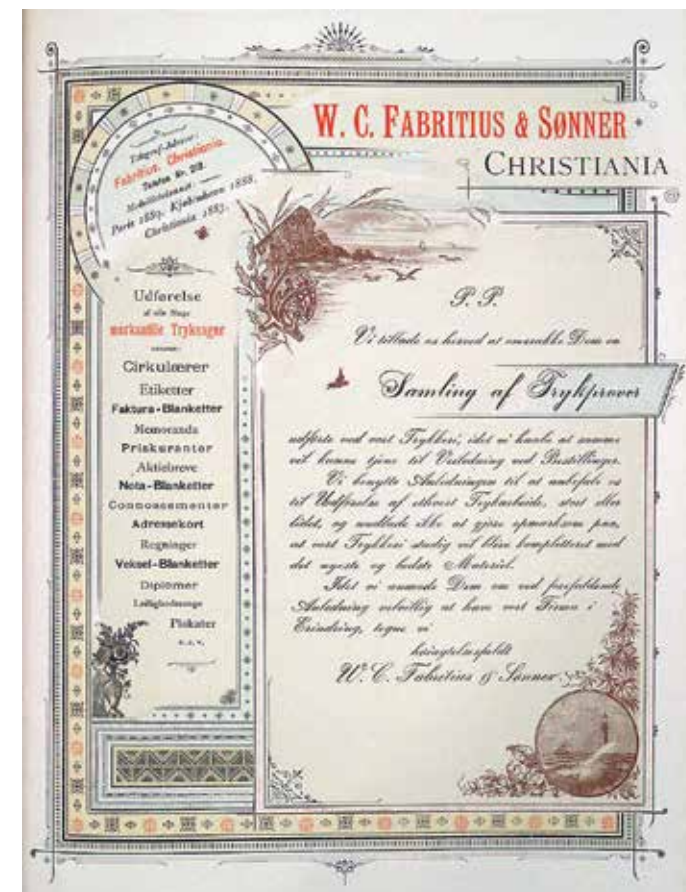 W. C. FABRITIUS & SØNNER
CHRISTIANIA
Telegraf-Adresse:
Fabritius, Christiania.
Telefon Nr. 212.
Medaillebelønnet:
Paris 1889. Kjøbenhavn 1888.
Christiania 1883.
Udførelse
af alle Slags
merkantile Tryksager
Cirkulærer
Etiketter
Faktura-Blanketter
Memoranda
Priskuranter
Aktiebreve
Nota-Blanketter
Connossementer
Adressekort
Regninger
Veksel-Blanketter
Diplomer
Leilighedssange
Plakater
o.s.v.
P. P.
Vi tillade os herved at overrække Dem en
Samling af Trykprøver
udførte ved vort Trykkeri, idet vi haabe at samme
vil kunne tjene til Veiledning ved Bestillinger.
Vi benytte Anledningen til at anbefale os
til Udførelse af ethvert Trykarbeide, stort eller
lidet, og undlade ikke at gjøre opmærksom paa,
at vort Trykkeri stadig vil blive kompletteret med
det nyeste og bedste Materiel.
Idet vi anmode Dem om ved forefaldende
Anledning velvillig at have vort Firma i
Erindring, tegne vi
høiagtelsesfuldt
W. C. Fabritius & Sønner.